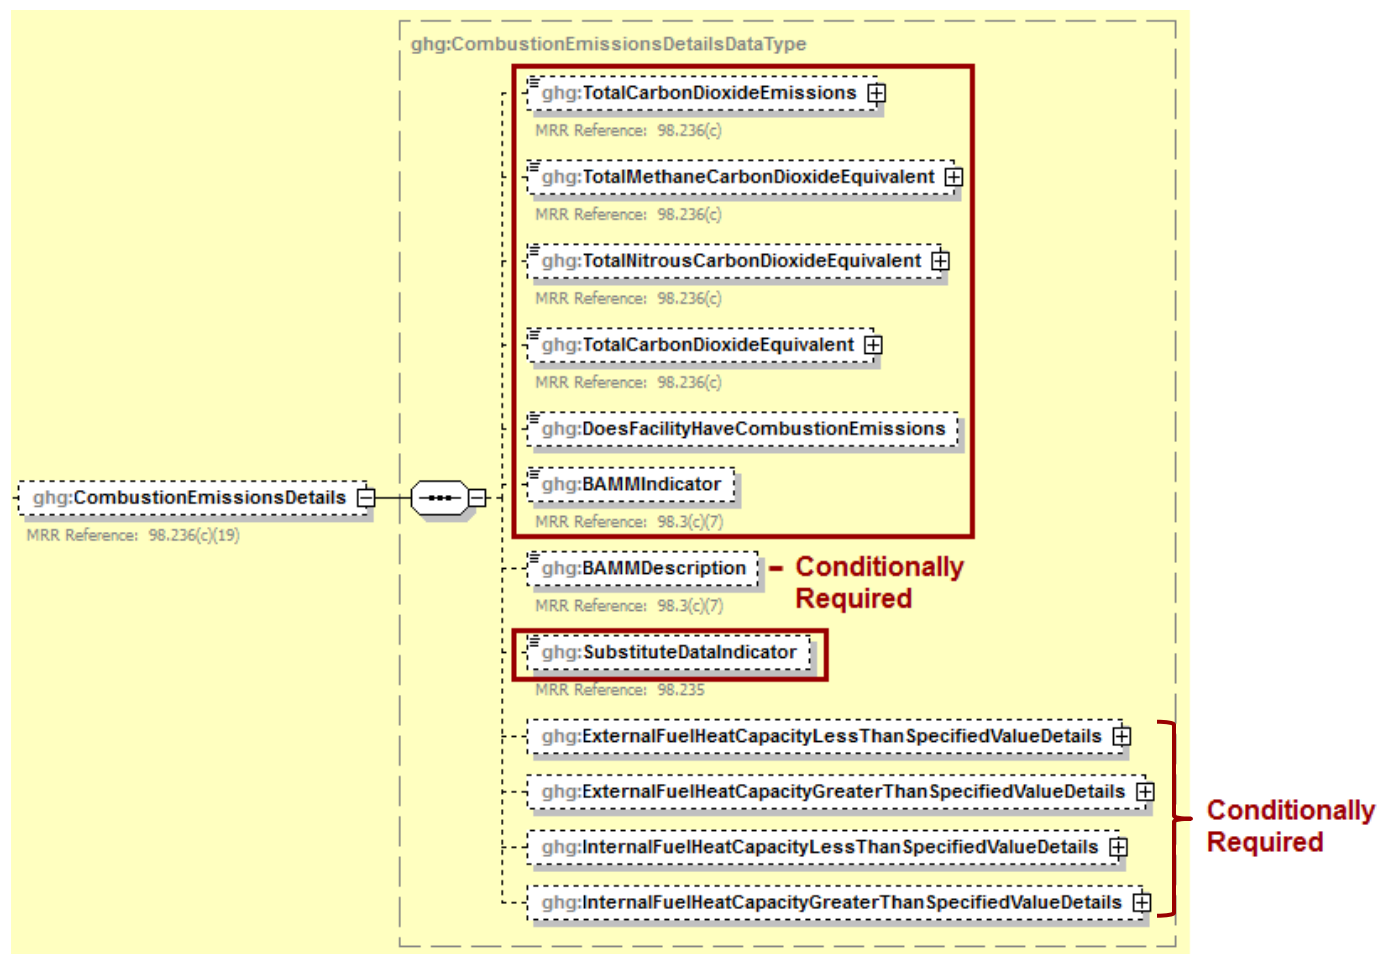 ghg:CombustionEmissionsDetailsDataType
ghg:TotalCarbonDioxideEmissions
MRR Reference: 98.236(c)
ghg:TotalMethaneCarbonDioxideEquivalent
MRR Reference: 98.236(c)
ghg:TotalNitrousCarbonDioxideEquivalent
MRR Reference: 98.236(c)
ghg:TotalCarbonDioxideEquivalent
MRR Reference: 98.236(c)
ghg:DoesFacilityHaveCombustionEmissions
ghg:CombustionEmissionsDetails
MRR Reference: 98.236(c)(19)
ghg:BAMMIndicator
MRR Reference: 98.3(c)(7)
ghg:BAMMDescription
MRR Reference: 98.3(c)(7)
Conditionally
Required
ghg:SubstituteDataIndicator
MRR Reference: 98.235
ghg:ExternalFuelHeatCapacityLessThanSpecifiedValueDetails
ghg:ExternalFuelHeatCapacityGreaterThanSpecifiedValueDetails
ghg:InternalFuelHeatCapacityLessThanSpecifiedValueDetails
ghg:InternalFuelHeatCapacityGreaterThanSpecifiedValueDetails
Conditionally
Required